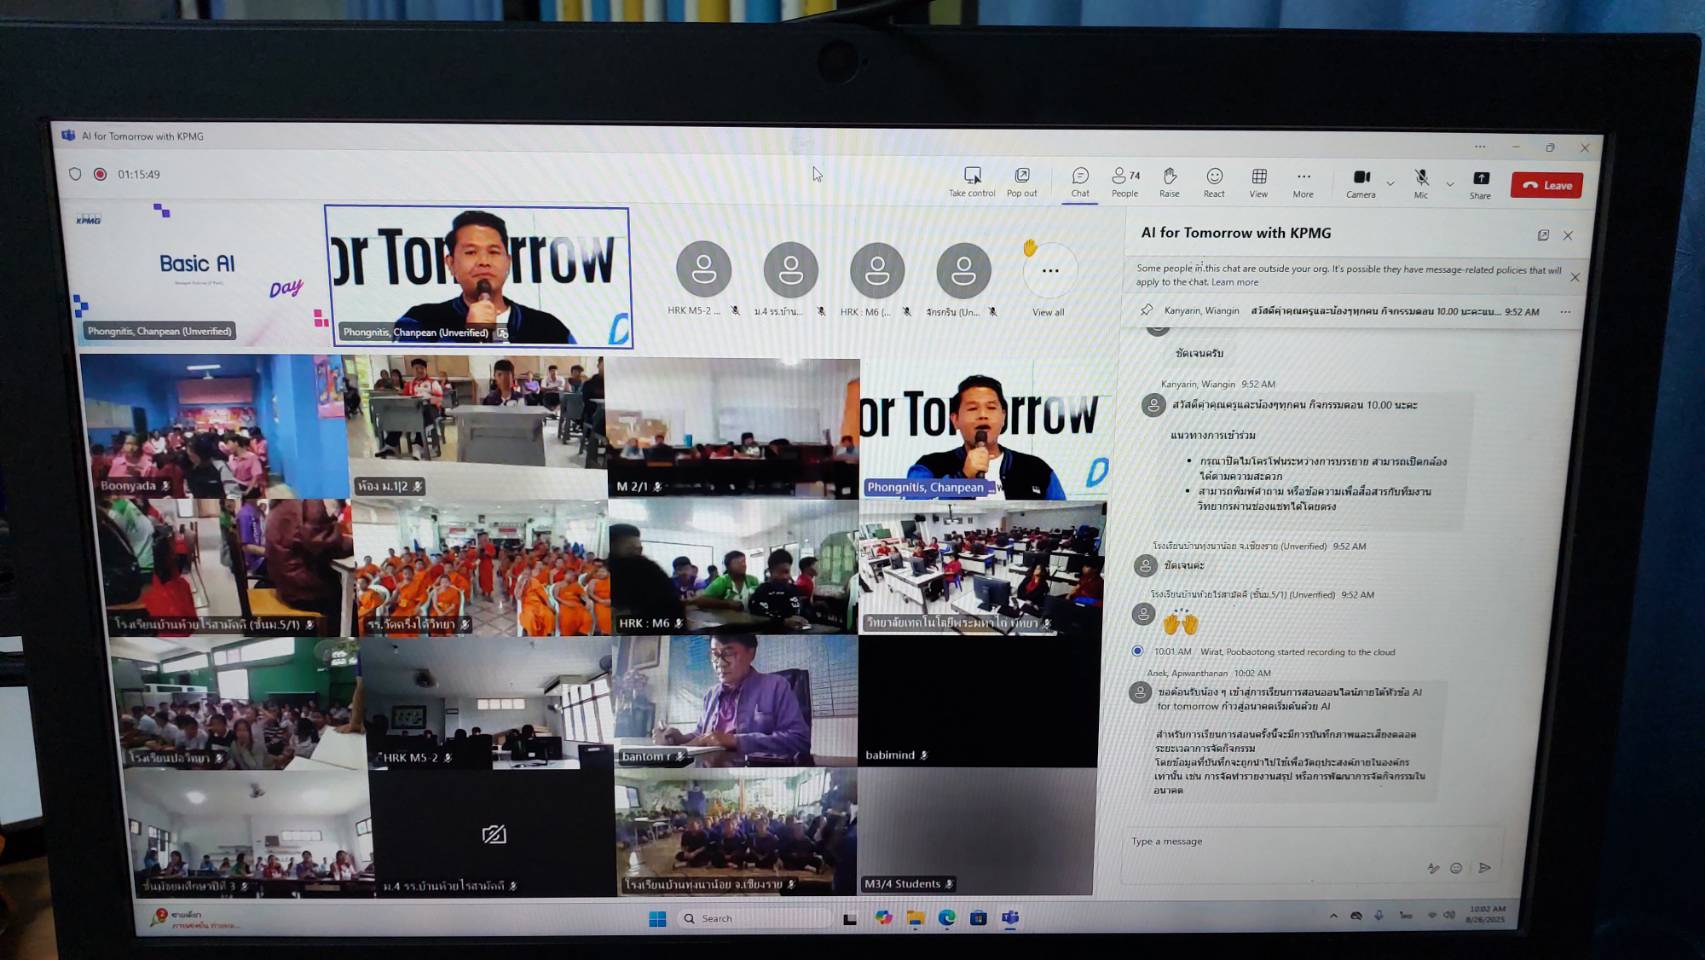 AI for Tomorrow with KPMG
01:15:49
Take control
Pop out
Chat
74
People
Raise
React
View
More
Camera
Mic
Share
Leave
KPMG
Basic AI
Day
Phongnitis, Chanpean (Unverified)
or Tomorrow
D
Phongnitis, Chanpean (Unverified)
HRK M5-2 ...
ม.4 รร.บ้าน...
HRK : M6 (...
จักรกริน (Un...
View all
Boonyada
ห้อง ม.1|2
M 2/1
or Tomorrow
D
Phongnitis, Chanpean ...
โรงเรียนบ้านห้วยไร่สามัคคี (ชั้นม.5/1)
รร.วัดครึ่งใต้วิทยา
HRK : M6
วิทยาลัยเทคโนโลยีพระมหาไถ่ พัทยา
โรงเรียนปอวิทยา
HRK M5-2
bantom r
babimind
ชั้นมัธยมศึกษาปีที่ 3
ม.4 รร.บ้านห้วยไร่สามัคคี
โรงเรียนบ้านทุ่งนาน้อย จ.เชียงราย
M3/4 Students
AI for Tomorrow with KPMG
Some people in this chat are outside your org. It's possible they have message-related policies that will
apply to the chat. Learn more
Kanyarin, Wiangin สวัสดีค่ะคุณครูและน้องๆทุกคน กิจกรรมตอน 10.00 นะคะแน... 9:52 AM
ชัดเจนครับ
Kanyarin, Wiangin 9:52 AM
สวัสดีค่ะคุณครูและน้องๆทุกคน กิจกรรมตอน 10.00 นะคะ
แนวทางการเข้าร่วม
• กรุณาปิดไมโครโฟนระหว่างการบรรยาย สามารถเปิดกล้อง
ได้ตามความสะดวก
• สามารถพิมพ์คำถาม หรือข้อความเพื่อสื่อสารกับทีมงาน
วิทยากรผ่านช่องแชทได้โดยตรง
โรงเรียนบ้านทุ่งนาน้อย จ.เชียงราย (Unverified) 9:52 AM
ชัดเจนค่ะ
โรงเรียนบ้านห้วยไร่สามัคคี (ชั้นม.5/1) (Unverified) 9:52 AM
10:01 AM Wirat, Poobaotong started recording to the cloud
Anek, Apiwanthanan 10:02 AM
ขอต้อนรับน้อง ๆ เข้าสู่การเรียนการสอนออนไลน์ภายใต้หัวข้อ AI
for tomorrow ก้าวสู่อนาคตเริ่มต้นด้วย AI
สำหรับการเรียนการสอนครั้งนี้จะมีการบันทึกภาพและเสียงตลอด
ระยะเวลาการจัดกิจกรรม
โดยข้อมูลที่บันทึกจะถูกนำไปใช้เพื่อวัตถุประสงค์ภายในองค์กร
เท่านั้น เช่น การจัดทำรายงานสรุป หรือการพัฒนาการจัดกิจกรรมใน
อนาคต
Type a message
2
Search
ไทย
10:02 AM
8/26/2025